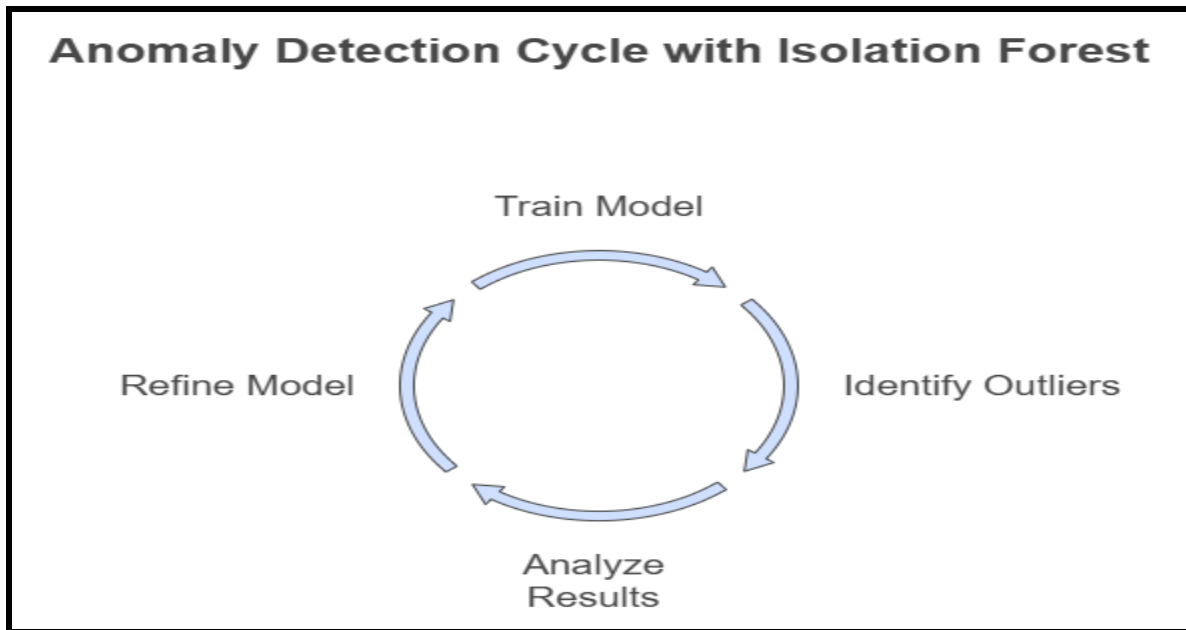 Anomaly Detection Cycle with Isolation Forest
Train Model
Refine Model
Identify Outliers
Analyze
Results